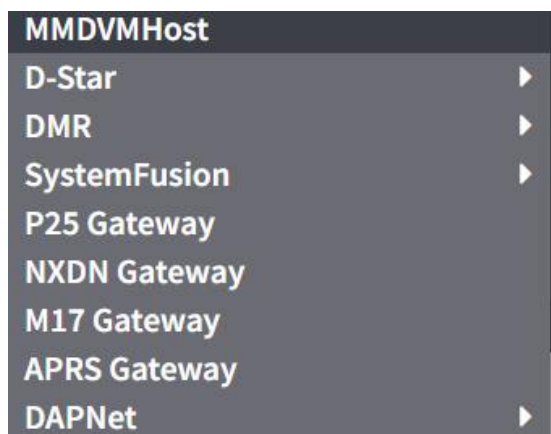 MMDVMHost
D-Star
DMR
SystemFusion
P25 Gateway
NXDN Gateway
M17 Gateway
APRS Gateway
DAPNet